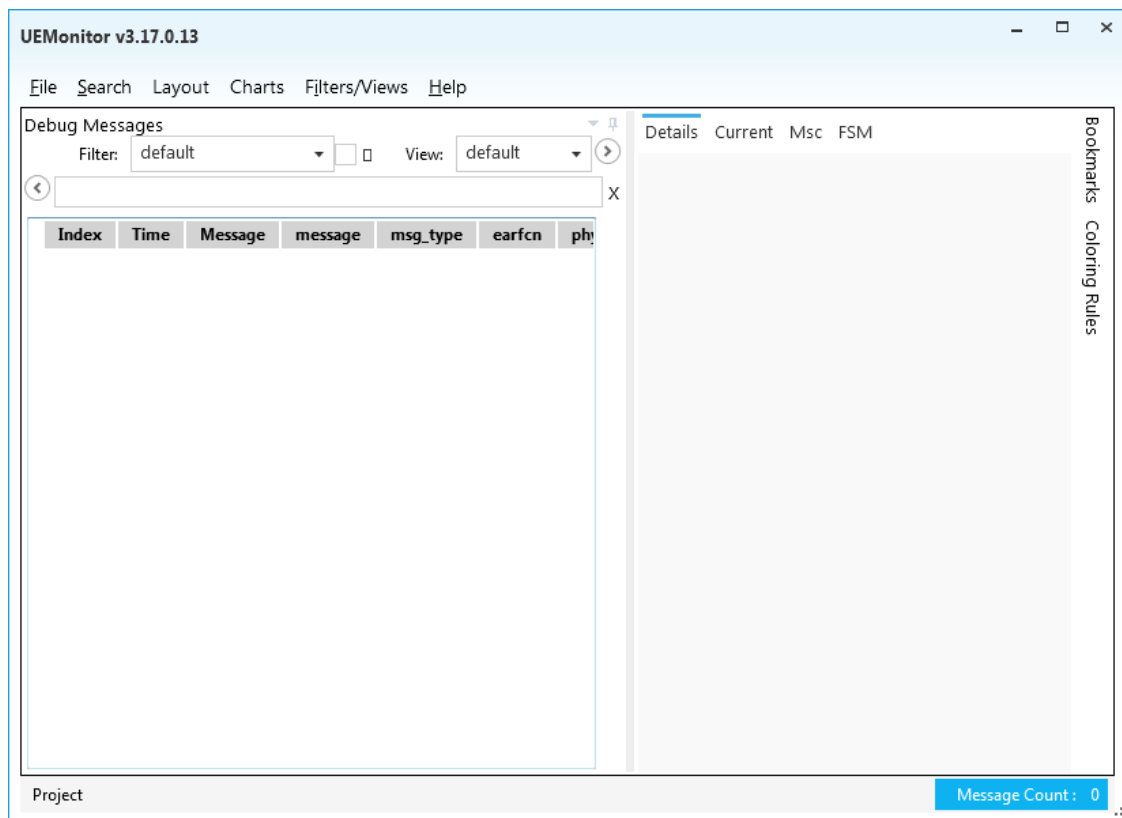 UEMonitor v3.17.0.13
File Search Layout Charts Filters/Views Help
Debug Messages
Filter: default View: default
X
Index Time Message message msg_type earfcn phy
Details Current Msc FSM
Bookmarks Coloring Rules
Project
Message Count : 0